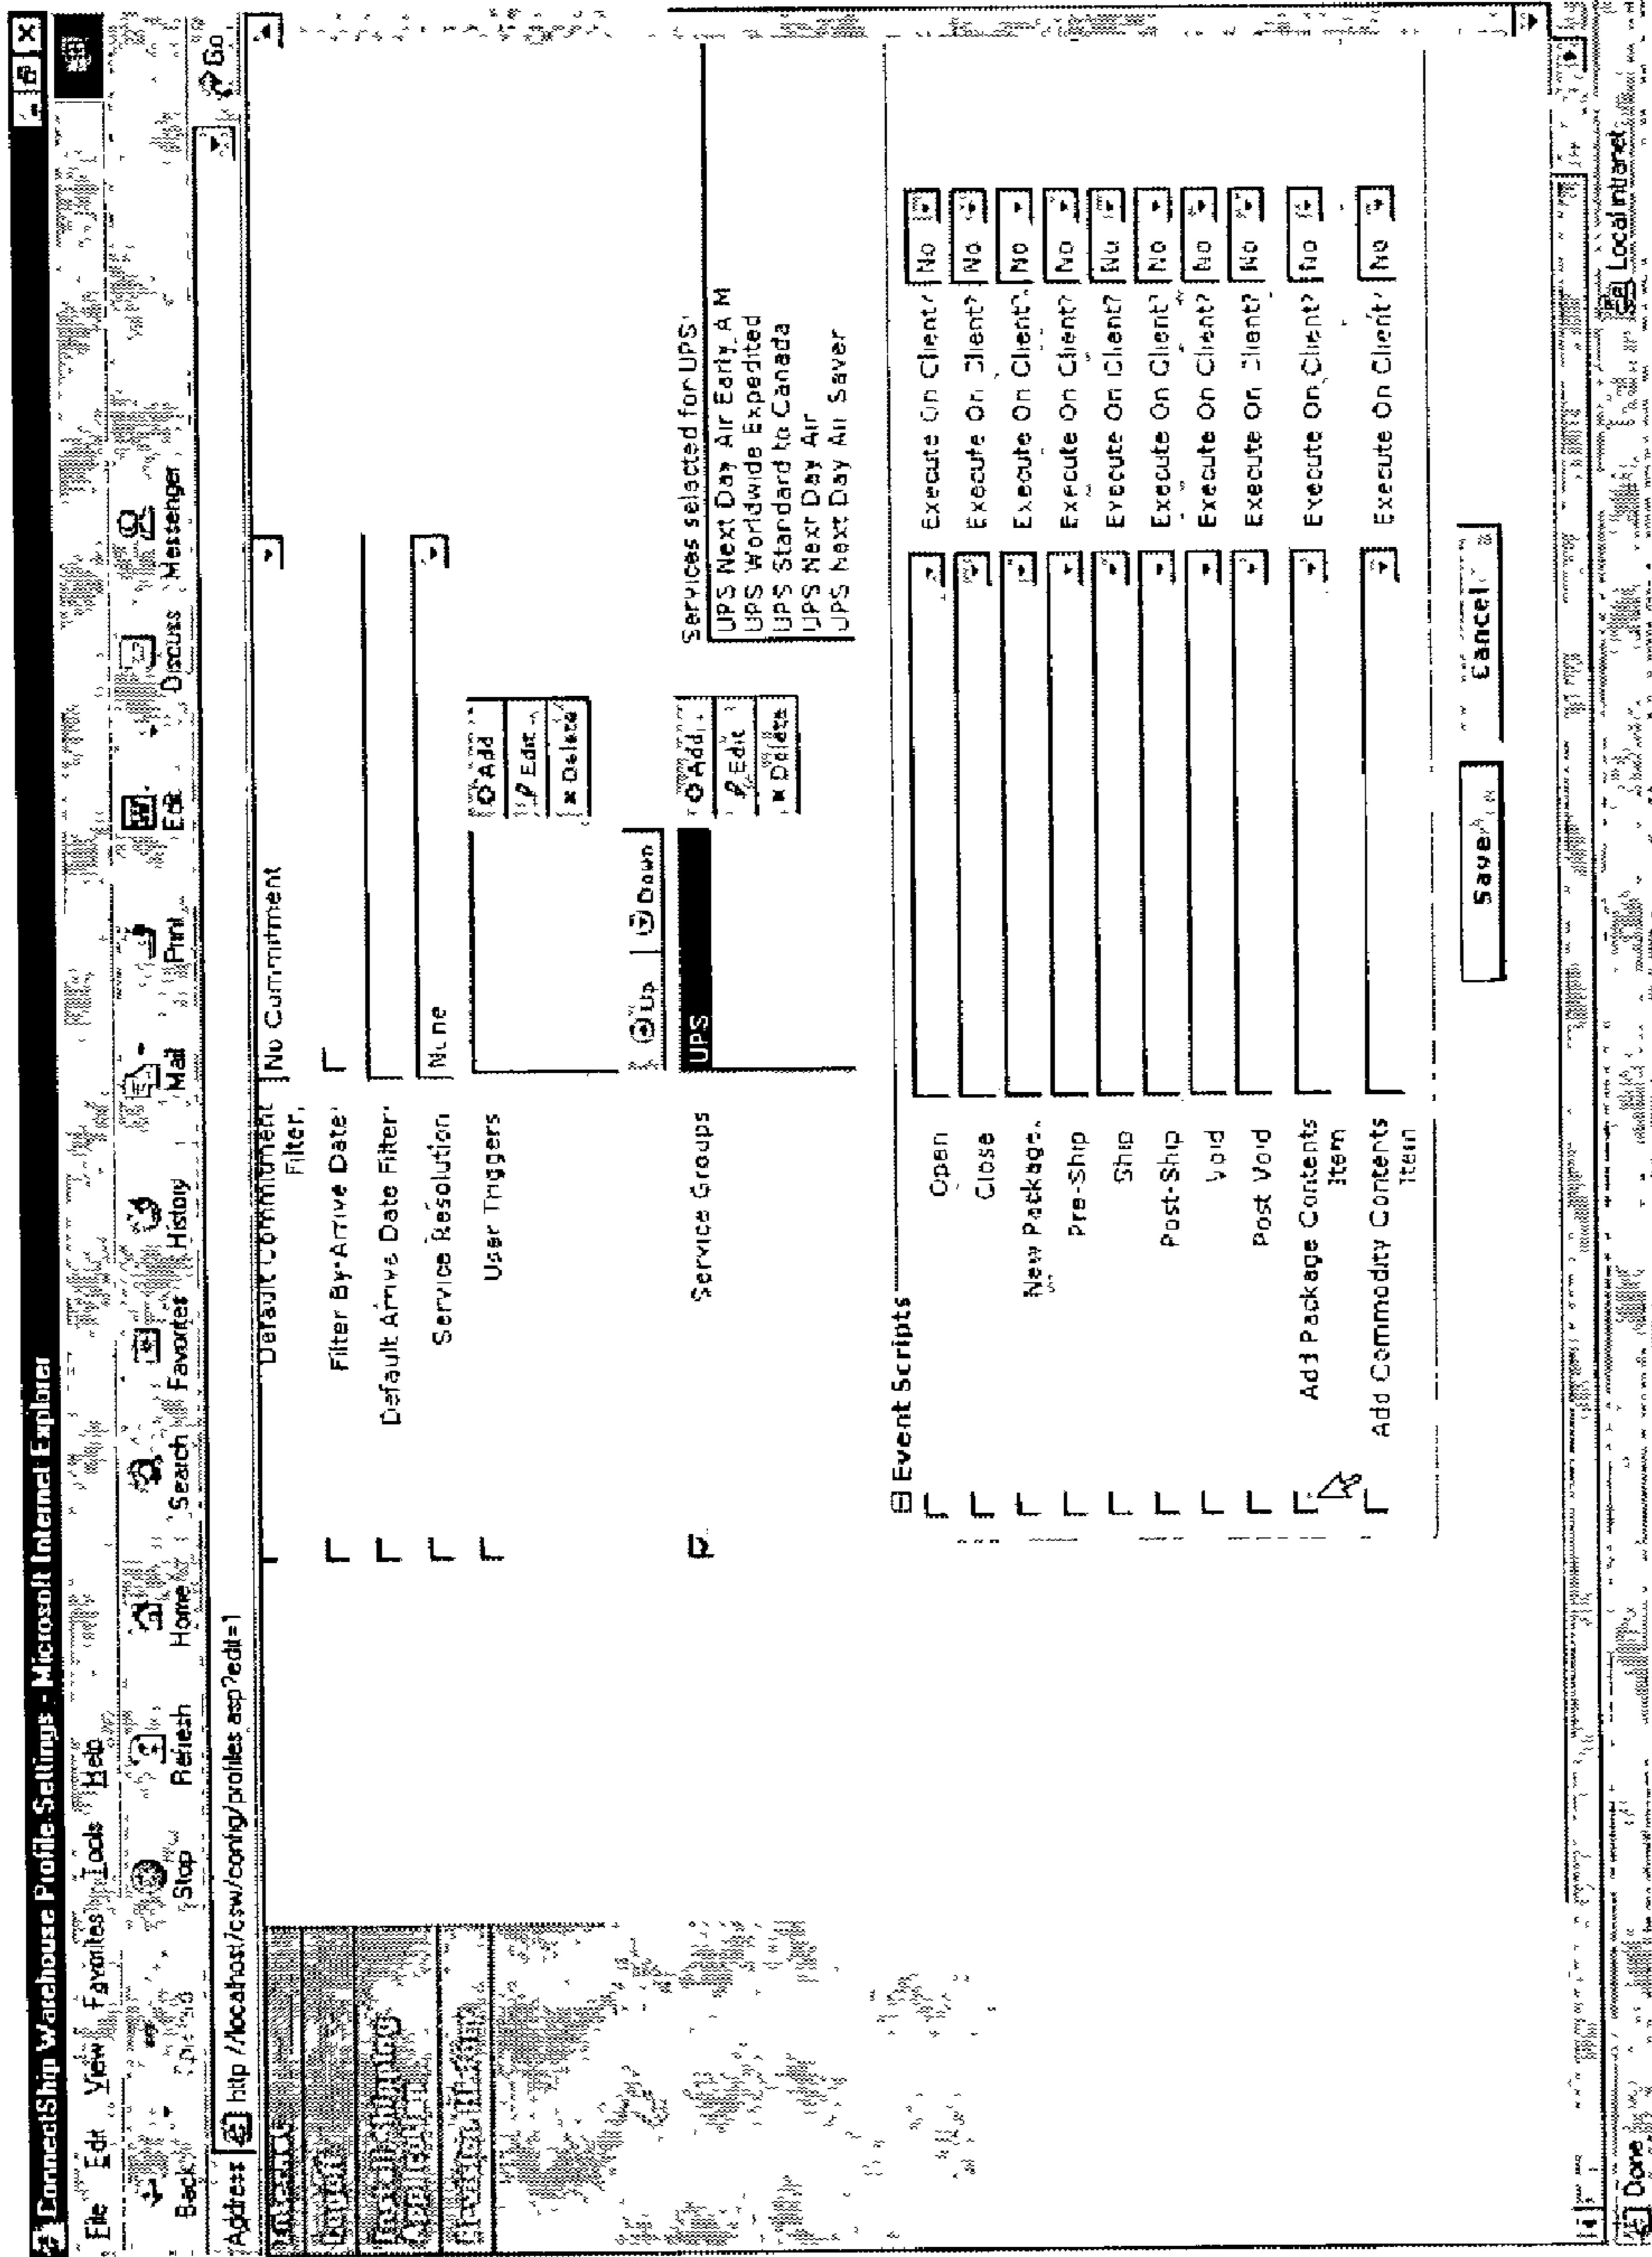 ConnectShip Warehouse Profile Settings - Microsoft Internet Explorer
File Edit View Favorites Tools Help
Back Stop Refresh Home Search Favorites History Mail Print Edit Discuss Messenger
Address http //localhost/csw/config/profiles asp?edit=1 Go
Default Commitment Filter. No Commitment
Filter By Arrive Date
Default Arrive Date Filter
Service Resolution None
User Triggers
Add
Edit
Delete
Up Down
Service Groups UPS
Add
Edit
Delete
Services selected for UPS
UPS Next Day Air Early A M
UPS Worldwide Expedited
UPS Standard to Canada
UPS Next Day Air
UPS Next Day Air Saver
Event Scripts
Open Execute On Client? No
Close Execute On Client? No
New Package Execute On Client? No
Pre-Ship Execute On Client? No
Ship Execute On Client? No
Post-Ship Execute On Client? No
Void Execute On Client? No
Post Void Execute On Client? No
Add Package Contents Item Execute On Client? No
Add Commodity Contents Item Execute On Client? No
Save Cancel
Done Local intranet